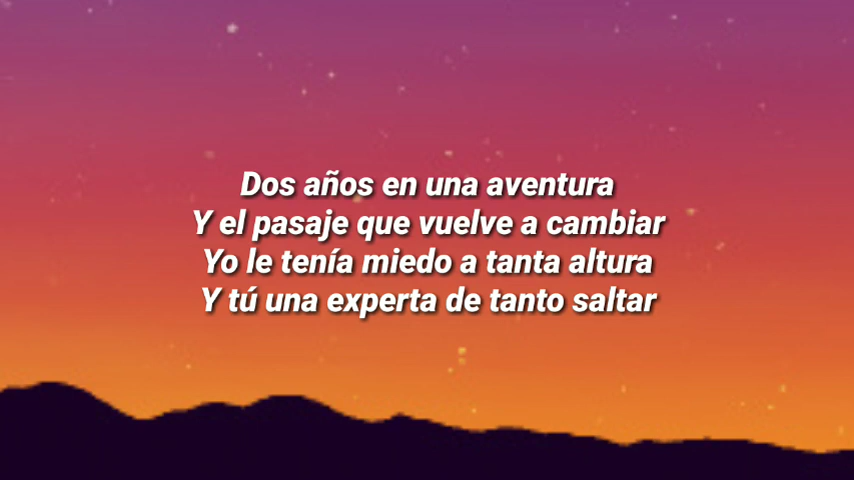 Dos años en una aventura
Y el pasaje que vuelve a cambiar
Yo le tenía miedo a tanta altura
Y tú una experta de tanto saltar